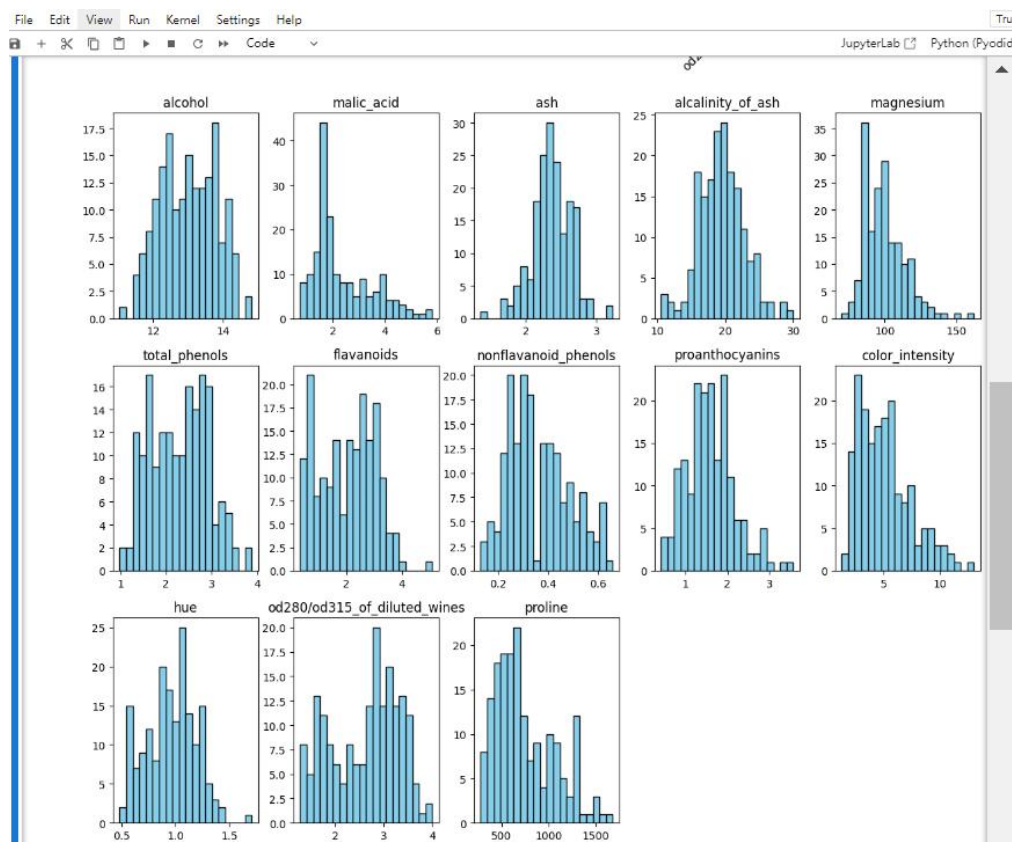 File Edit View Run Kernel Settings Help
Tru
Code
JupyterLab
Python (Pyodid
od2
alcohol malic_acid ash alcalinity_of_ash magnesium
17.5 15.0 12.5 10.0 7.5 5.0 2.5 0.0
12 14
40 30 20 10 0
2 4 6
30 25 20 15 10 5 0
2 3
25 20 15 10 5 0
10 20 30
35 30 25 20 15 10 5 0
100 150
total_phenols flavanoids nonflavanoid_phenols proanthocyanins color_intensity
16 14 12 10 8 6 4 2 0
1 2 3 4
20.0 17.5 15.0 12.5 10.0 7.5 5.0 2.5 0.0
2 4
20.0 17.5 15.0 12.5 10.0 7.5 5.0 2.5 0.0
0.2 0.4 0.6
20 15 10 5 0
1 2 3
20 15 10 5 0
5 10
hue od280/od315_of_diluted_wines proline
25 20 15 10 5 0
0.5 1.0 1.5
20.0 17.5 15.0 12.5 10.0 7.5 5.0 2.5 0.0
2 3 4
20 15 10 5 0
500 1000 1500